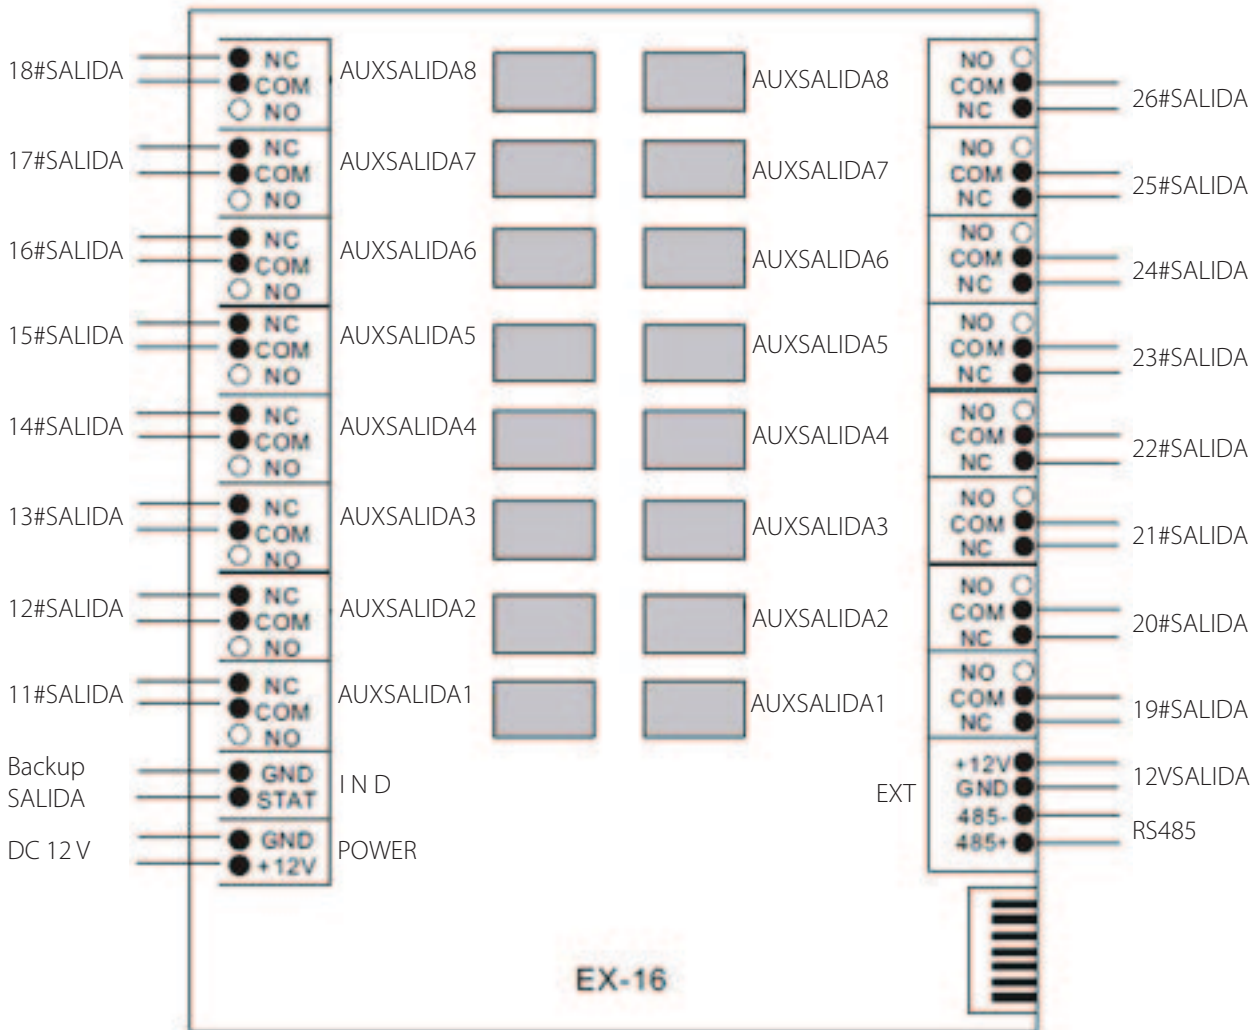 18#SALIDA NC COM NO AUXSALIDA8 AUXSALIDA8 NO COM NC 26#SALIDA
17#SALIDA NC COM NO AUXSALIDA7 AUXSALIDA7 NO COM NC 25#SALIDA
16#SALIDA NC COM NO AUXSALIDA6 AUXSALIDA6 NO COM NC 24#SALIDA
15#SALIDA NC COM NO AUXSALIDA5 AUXSALIDA5 NO COM NC 23#SALIDA
14#SALIDA NC COM NO AUXSALIDA4 AUXSALIDA4 NO COM NC 22#SALIDA
13#SALIDA NC COM NO AUXSALIDA3 AUXSALIDA3 NO COM NC 21#SALIDA
12#SALIDA NC COM NO AUXSALIDA2 AUXSALIDA2 NO COM NC 20#SALIDA
11#SALIDA NC COM NO AUXSALIDA1 AUXSALIDA1 NO COM NC 19#SALIDA
Backup
SALIDA
GND
STAT
I N D
DC 12 V
GND
+12V
POWER
EXT
+12V
GND
485-
485+
12VSALIDA
RS485
EX-16